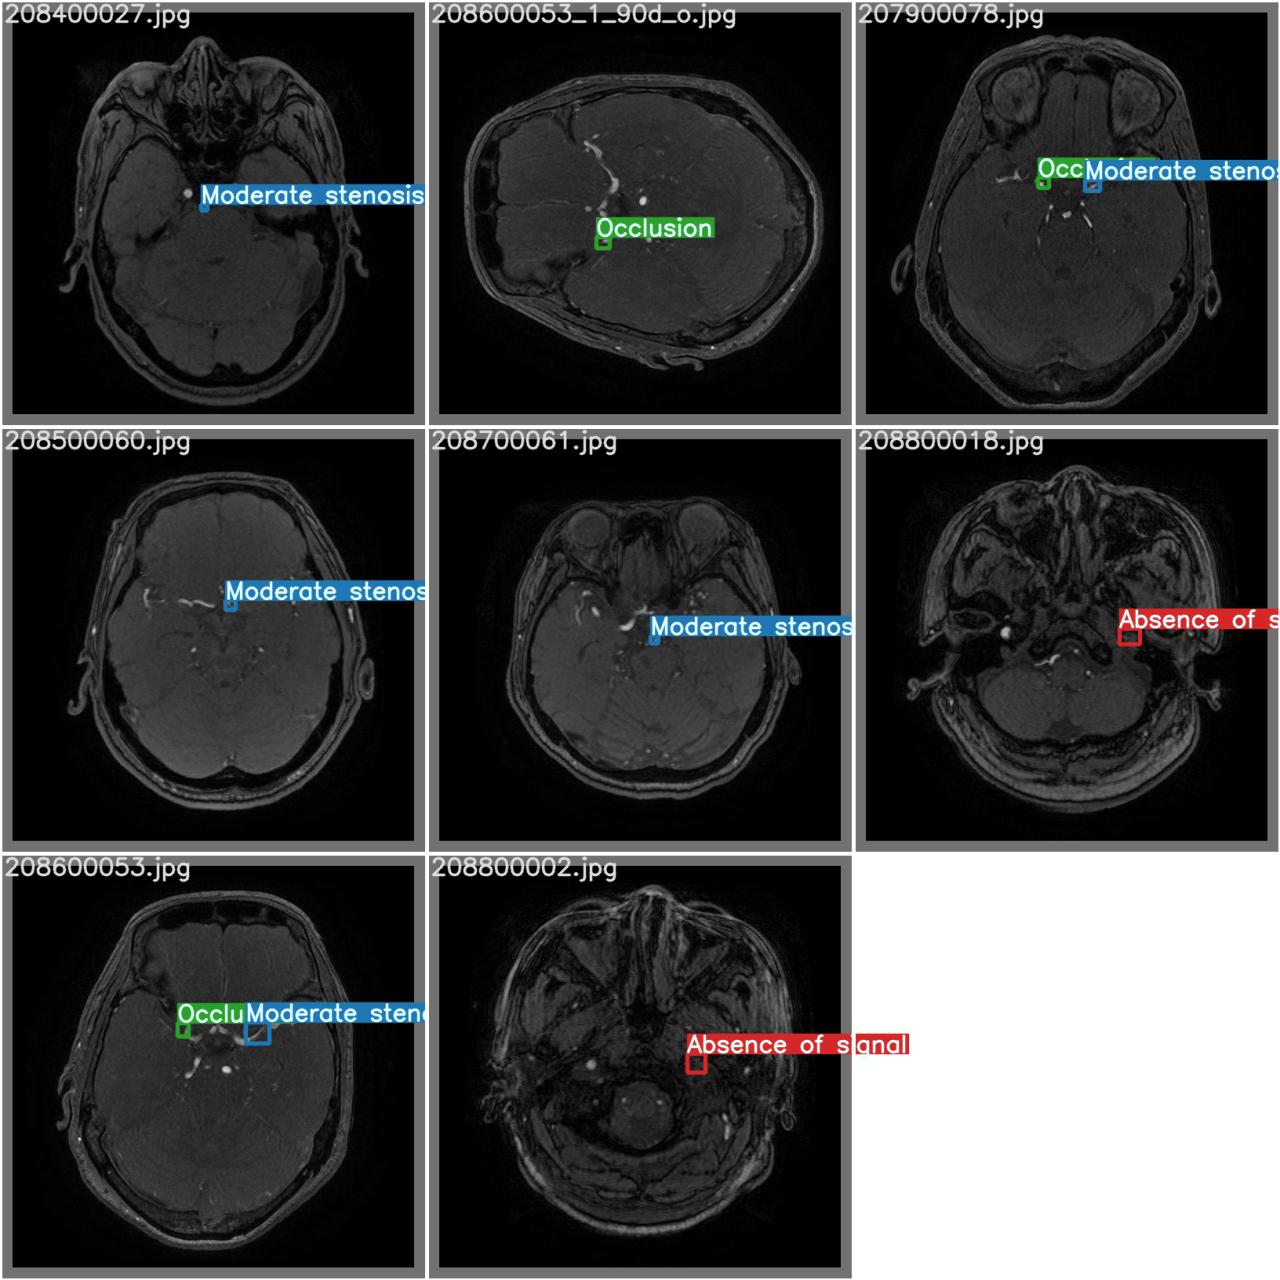 208400027.jpg
Moderate stenosis
208600053_1_90d_o.jpg
Occlusion
207900078.jpg
Occ
Moderate stenos
208500060.jpg
Moderate stenos
208700061.jpg
Moderate stenos
208800018.jpg
Absence of s
208600053.jpg
Occlu
Moderate sten
208800002.jpg
Absence of signal